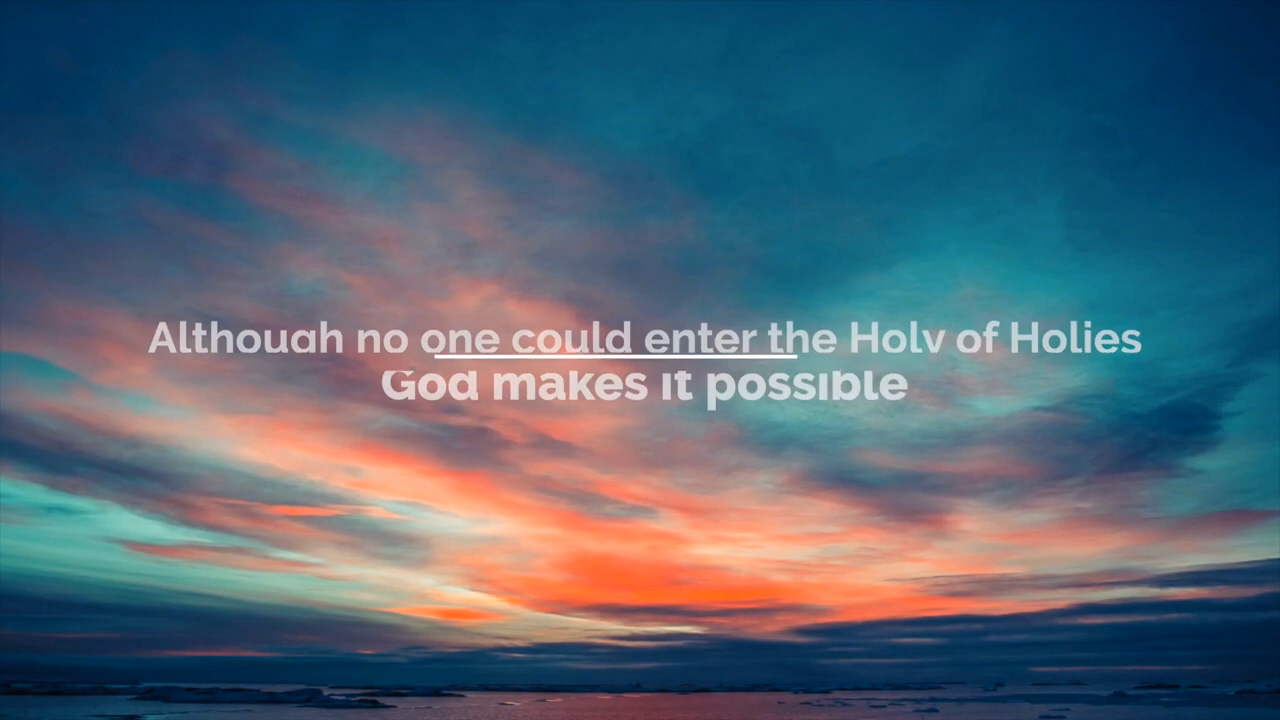 Although no one could enter the Holy of Holies
God makes it possible